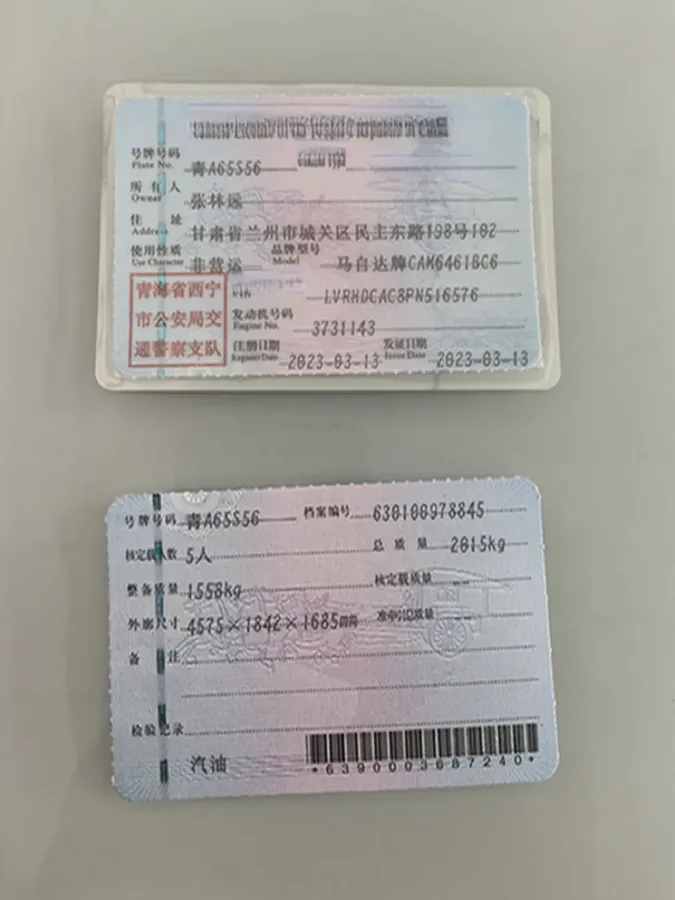 号牌号码 青A65S56
Plate No.
所有人 张林远
Owner
住址 甘肃省兰州市城关区民主东路198号102
Address
使用性质 非营运 品牌型号 马自达牌CAM6461BC6
Use Character Model
青海省西宁
市公安局交
通警察支队
VIN LVRHDCAC8PN516576
发动机号码 3731143
Engine No.
注册日期 2023-03-13 发证日期 2023-03-13
Register Date Issue Date
号牌号码 青A65S56 档案编号 630100978845
核定载人数 5人 总质量 2015kg
整备质量 1558kg 核定载质量 --
外廓尺寸 4575×1842×1685mm 质量 --
备注
检验记录
汽油
*6390003687240*